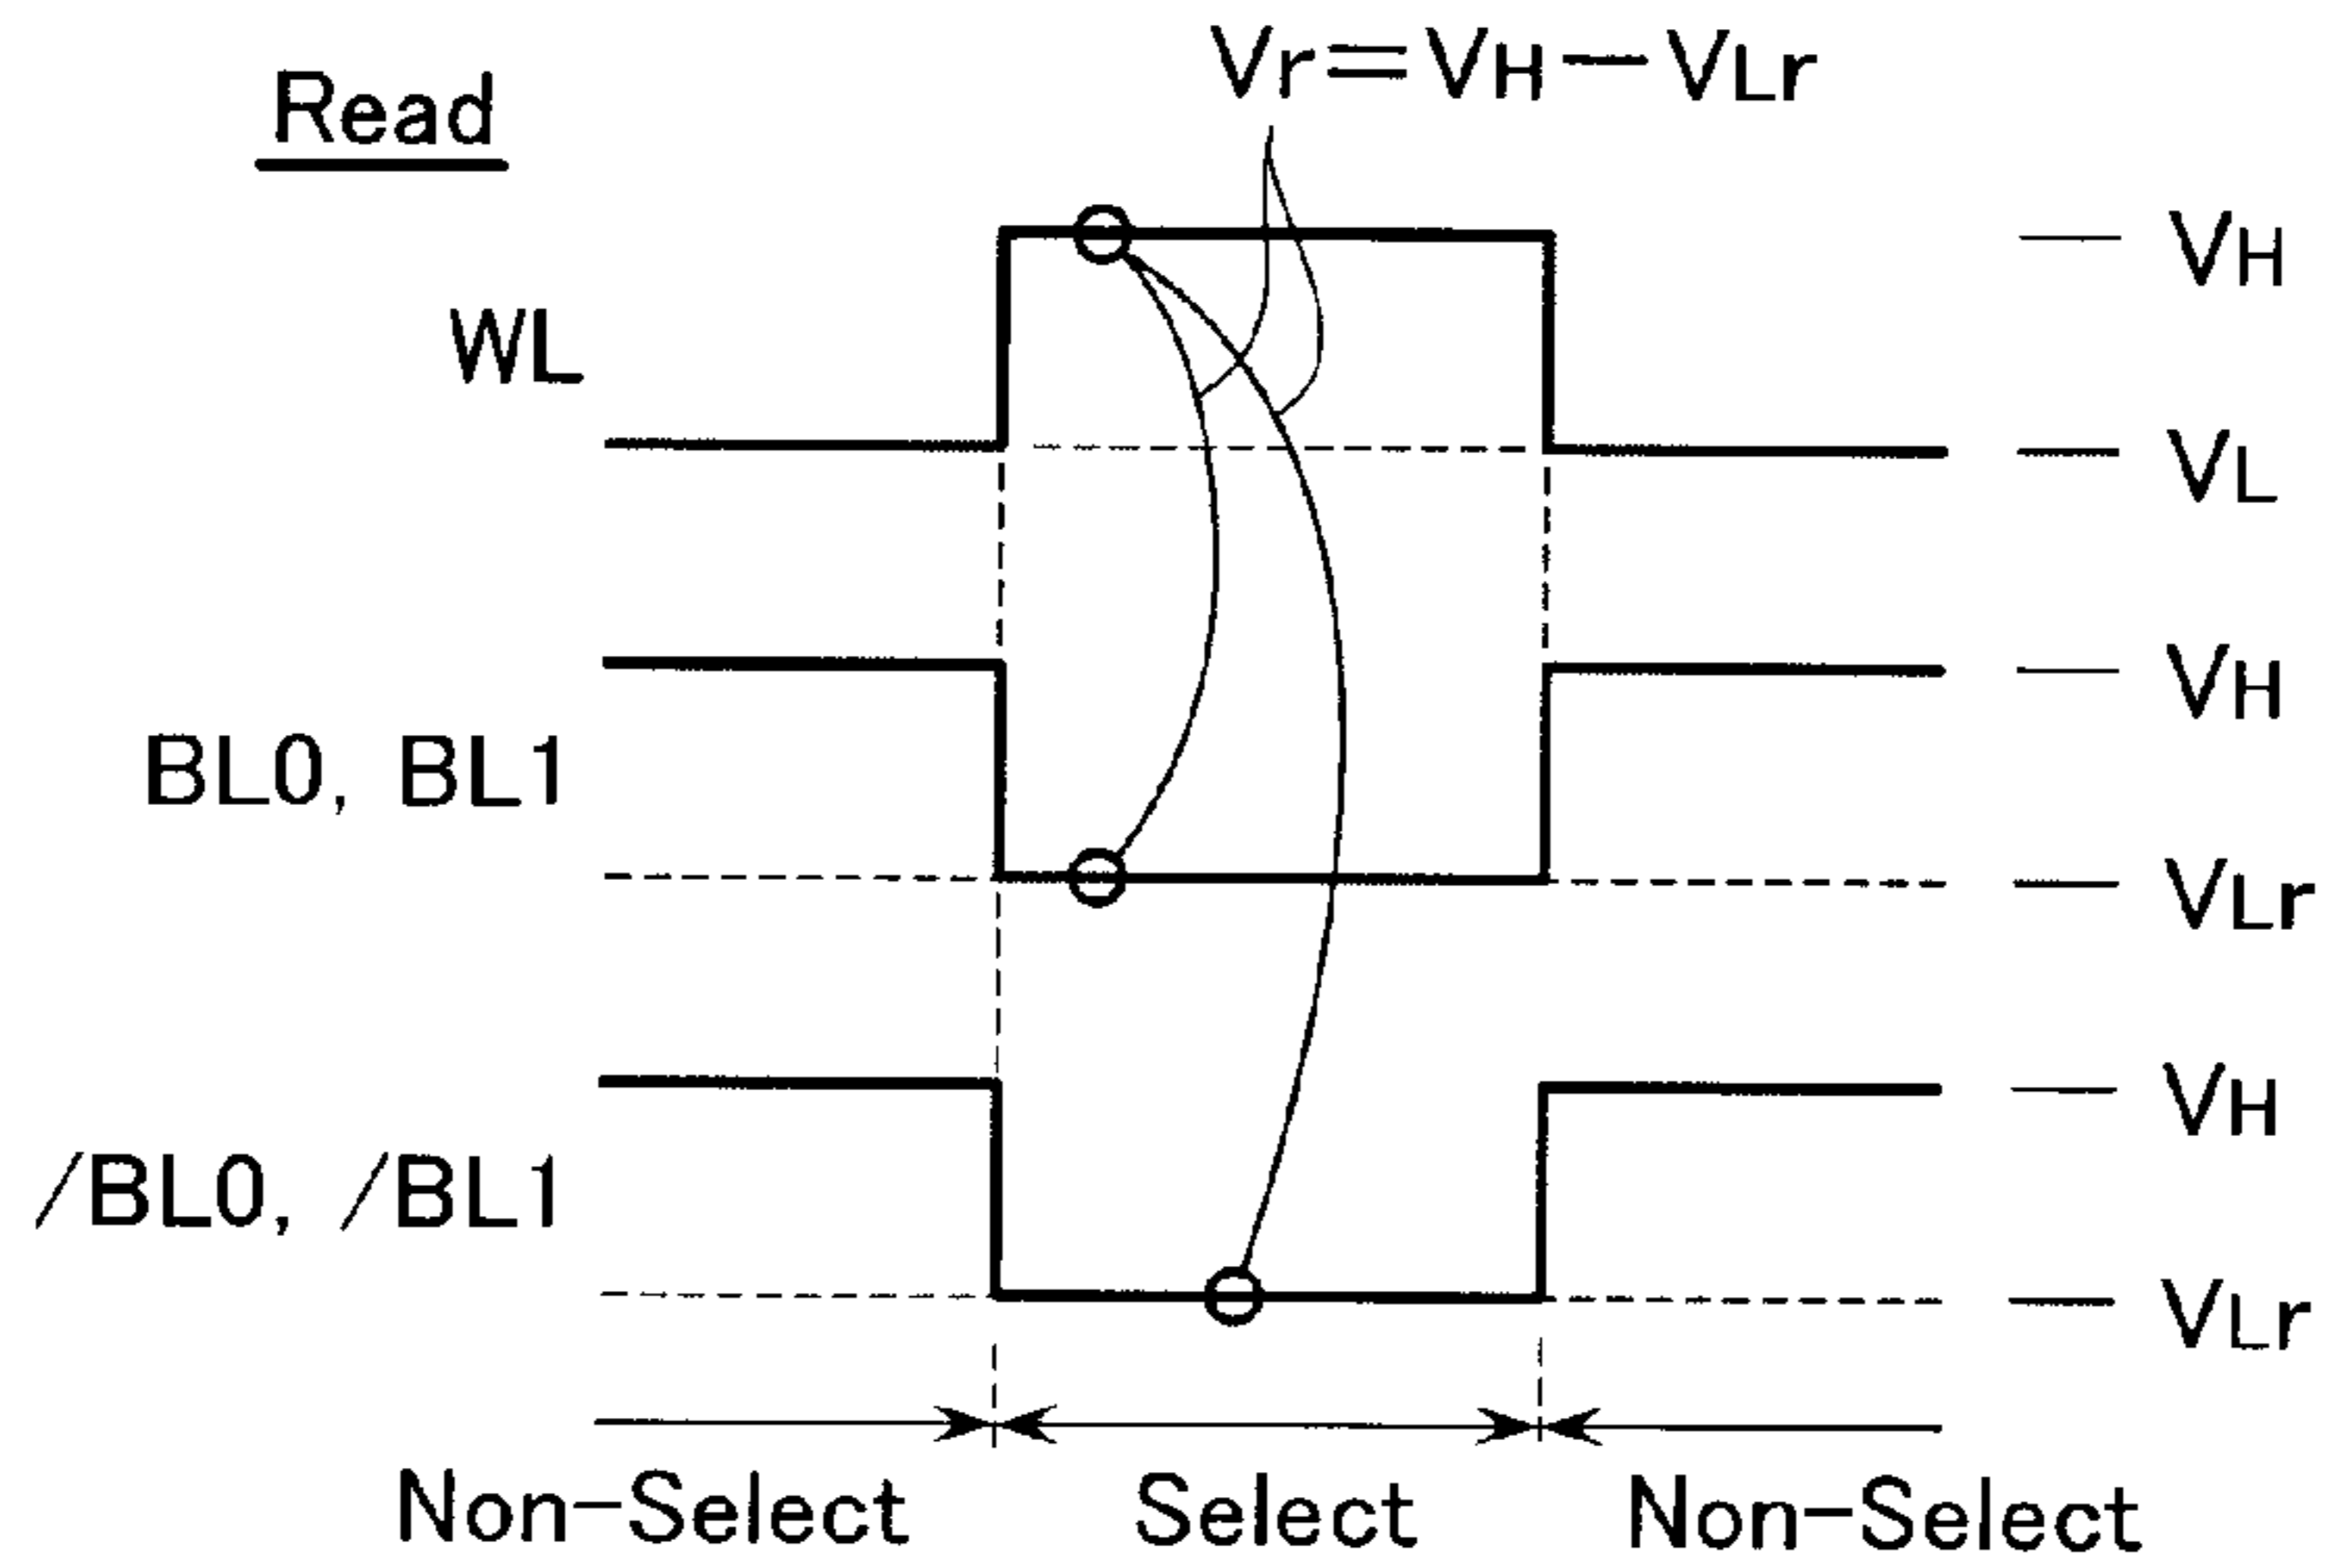 Vr=VH−VLr
Read
VH
WL
VL
VH
BL0, BL1
VLr
VH
/BL0, /BL1
VLr
Non-Select Select Non-Select